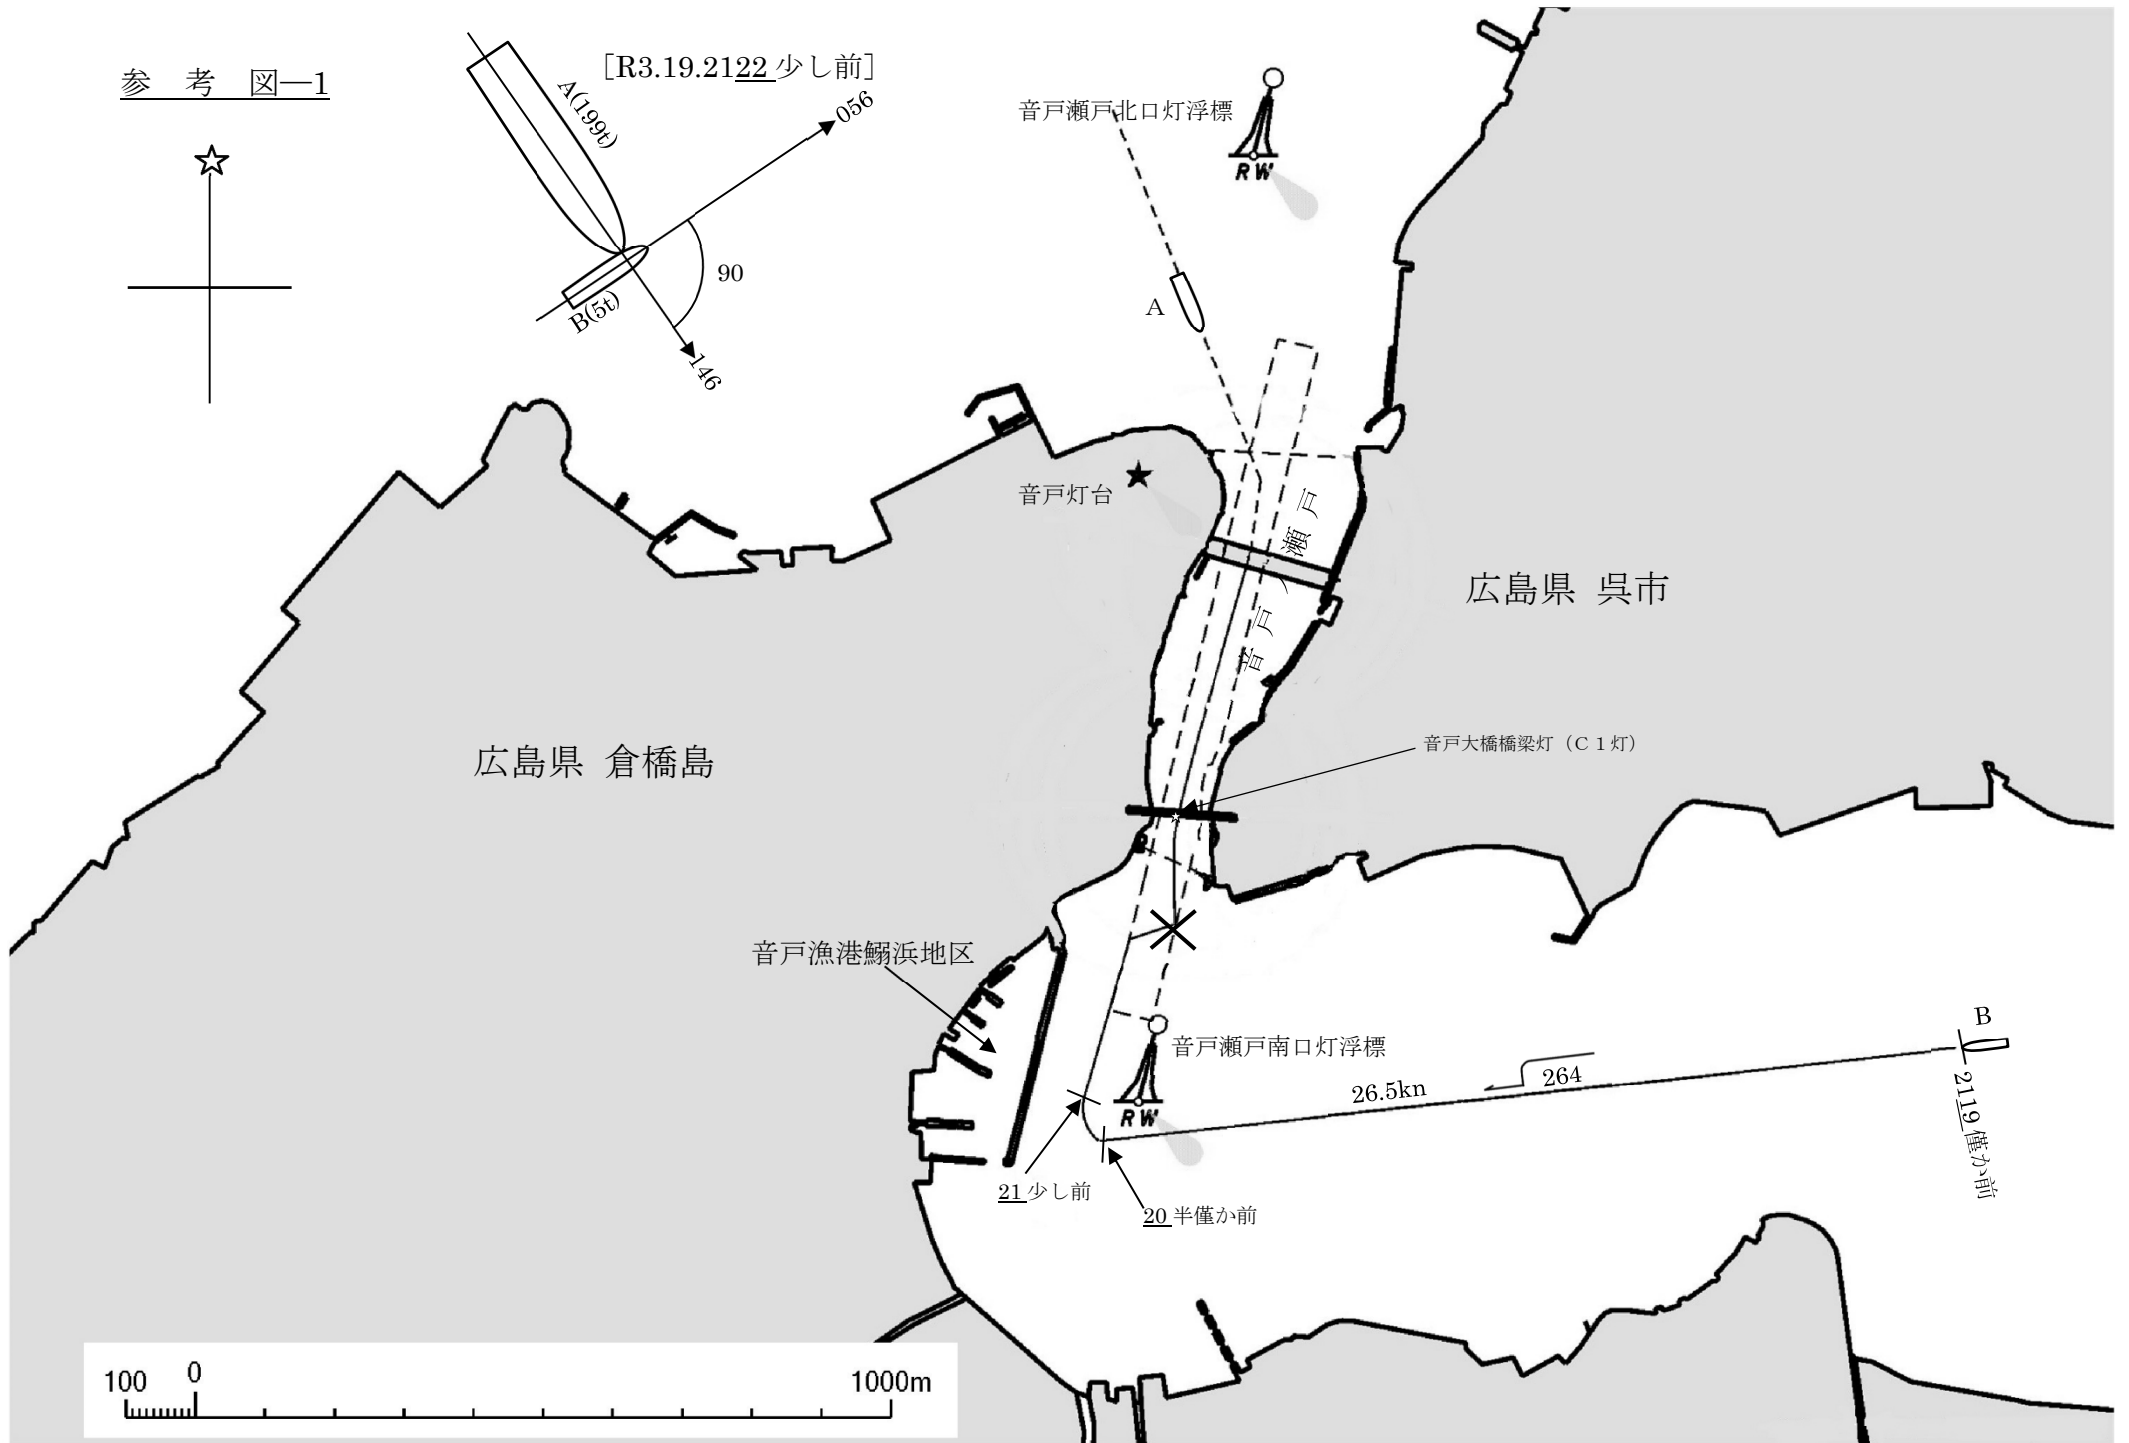 参 考 図―1
[R3.19.2122 少し前]
A(199t)
056
90
B(5t)
146
音戸瀬戸北口灯浮標
RW
A
音戸灯台
音戸ノ瀬戸
広島県 呉市
広島県 倉橋島
音戸大橋橋梁灯（C1灯）
音戸漁港鰯浜地区
音戸瀬戸南口灯浮標
RW
B
264
26.5kn
2119 僅か前
21 少し前
20 半僅か前
100 0 1000m